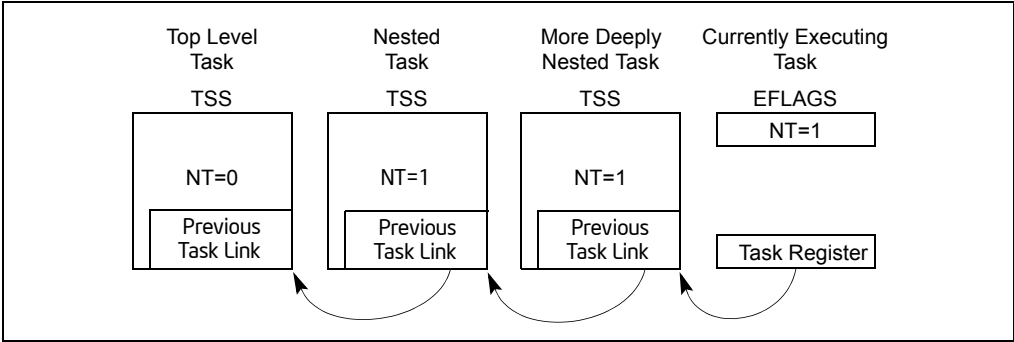 Top Level
Task
TSS
NT=0
Previous
Task Link
Nested
Task
TSS
NT=1
Previous
Task Link
More Deeply
Nested Task
TSS
NT=1
Previous
Task Link
Currently Executing
Task
EFLAGS
NT=1
Task Register